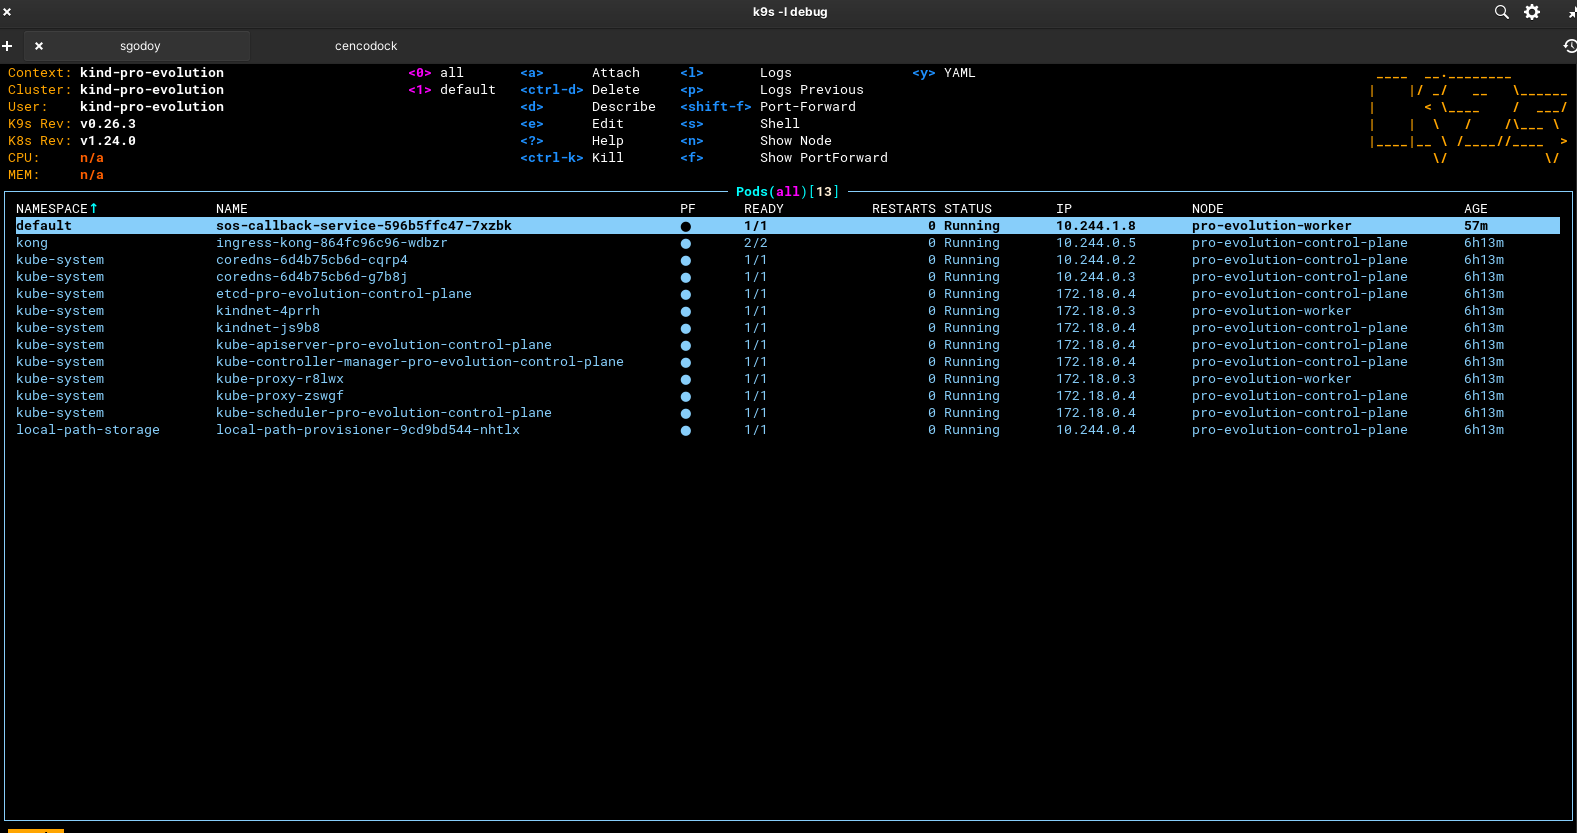 k9s -l debug
sgodoy cencodock
Context: kind-pro-evolution <0> all <a> Attach <l> Logs <y> YAML
Cluster: kind-pro-evolution <1> default <ctrl-d> Delete <p> Logs Previous
User: kind-pro-evolution <d> Describe <shift-f> Port-Forward
K9s Rev: v0.26.3 <e> Edit <s> Shell
K8s Rev: v1.24.0 <?> Help <n> Show Node
CPU: n/a <ctrl-k> Kill <f> Show PortForward
MEM: n/a
Pods(all)[13]
NAMESPACE↑ NAME PF READY RESTARTS STATUS IP NODE AGE
default sos-callback-service-596b5ffc47-7xzbk ● 1/1 0 Running 10.244.1.8 pro-evolution-worker 57m
kong ingress-kong-864fc96c96-wdbzr ● 2/2 0 Running 10.244.0.5 pro-evolution-control-plane 6h13m
kube-system coredns-6d4b75cb6d-cqrp4 ● 1/1 0 Running 10.244.0.2 pro-evolution-control-plane 6h13m
kube-system coredns-6d4b75cb6d-g7b8j ● 1/1 0 Running 10.244.0.3 pro-evolution-control-plane 6h13m
kube-system etcd-pro-evolution-control-plane ● 1/1 0 Running 172.18.0.4 pro-evolution-control-plane 6h13m
kube-system kindnet-4prrh ● 1/1 0 Running 172.18.0.3 pro-evolution-worker 6h13m
kube-system kindnet-js9b8 ● 1/1 0 Running 172.18.0.4 pro-evolution-control-plane 6h13m
kube-system kube-apiserver-pro-evolution-control-plane ● 1/1 0 Running 172.18.0.4 pro-evolution-control-plane 6h13m
kube-system kube-controller-manager-pro-evolution-control-plane ● 1/1 0 Running 172.18.0.4 pro-evolution-control-plane 6h13m
kube-system kube-proxy-r8lwx ● 1/1 0 Running 172.18.0.3 pro-evolution-worker 6h13m
kube-system kube-proxy-zswgf ● 1/1 0 Running 172.18.0.4 pro-evolution-control-plane 6h13m
kube-system kube-scheduler-pro-evolution-control-plane ● 1/1 0 Running 172.18.0.4 pro-evolution-control-plane 6h13m
local-path-storage local-path-provisioner-9cd9bd544-nhtlx ● 1/1 0 Running 10.244.0.4 pro-evolution-control-plane 6h13m